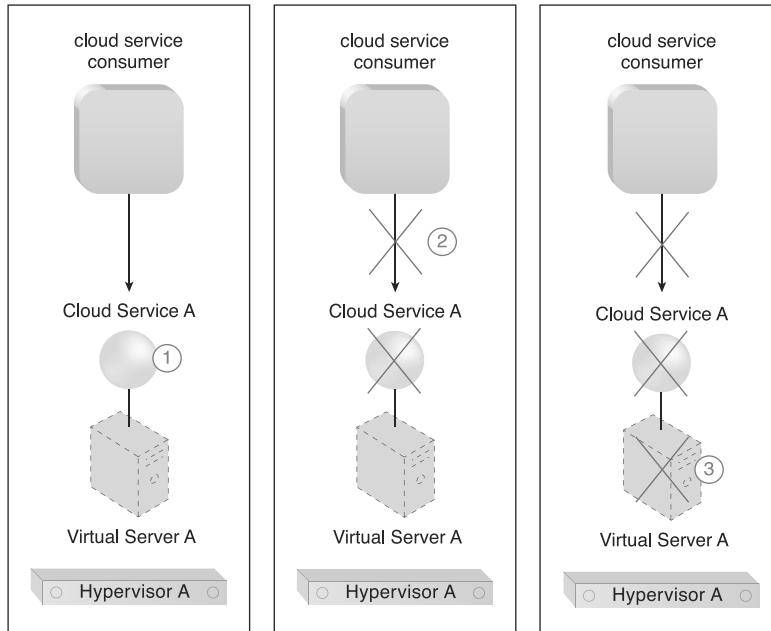 cloud service
consumer
Cloud Service A
1
Virtual Server A
Hypervisor A
cloud service
consumer
2
Cloud Service A
Virtual Server A
Hypervisor A
cloud service
consumer
Cloud Service A
3
Virtual Server A
Hypervisor A